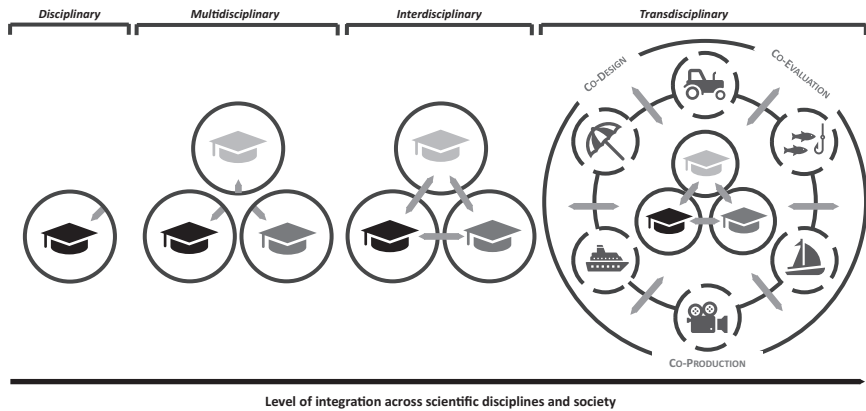 Disciplinary
Multidisciplinary
Interdisciplinary
Transdisciplinary
Co-Design
Co-Evaluation
Co-Production
Level of integration across scientific disciplines and society